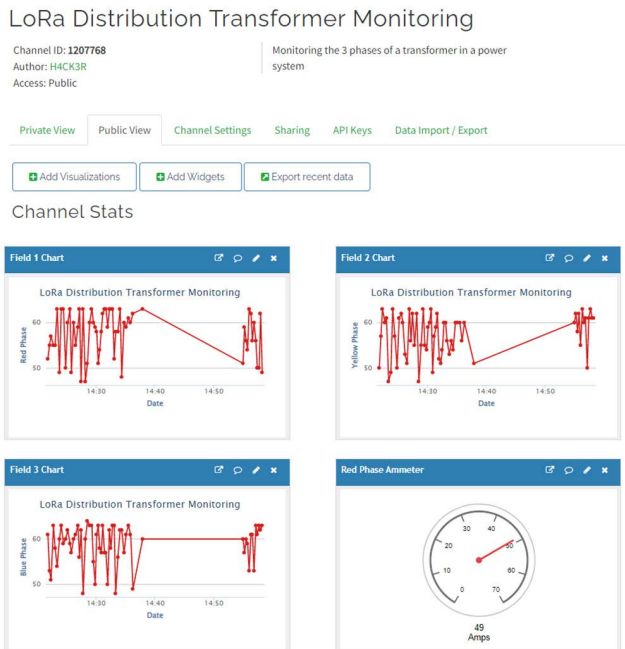 LoRa Distribution Transformer Monitoring
Channel ID: 1207768
Author: H4CK3R
Access: Public
Monitoring the 3 phases of a transformer in a power
system
Private View
Public View
Channel Settings
Sharing
API Keys
Data Import / Export
Add Visualizations
Add Widgets
Export recent data
Channel Stats
Field 1 Chart
LoRa Distribution Transformer Monitoring
Red Phase
60
50
14:30
14:40
14:50
Date
Field 2 Chart
LoRa Distribution Transformer Monitoring
Yellow Phase
60
50
14:30
14:40
14:50
Date
Field 3 Chart
LoRa Distribution Transformer Monitoring
Blue Phase
60
50
14:30
14:40
14:50
Date
Red Phase Ammeter
0
10
20
30
40
50
60
70
49
Amps